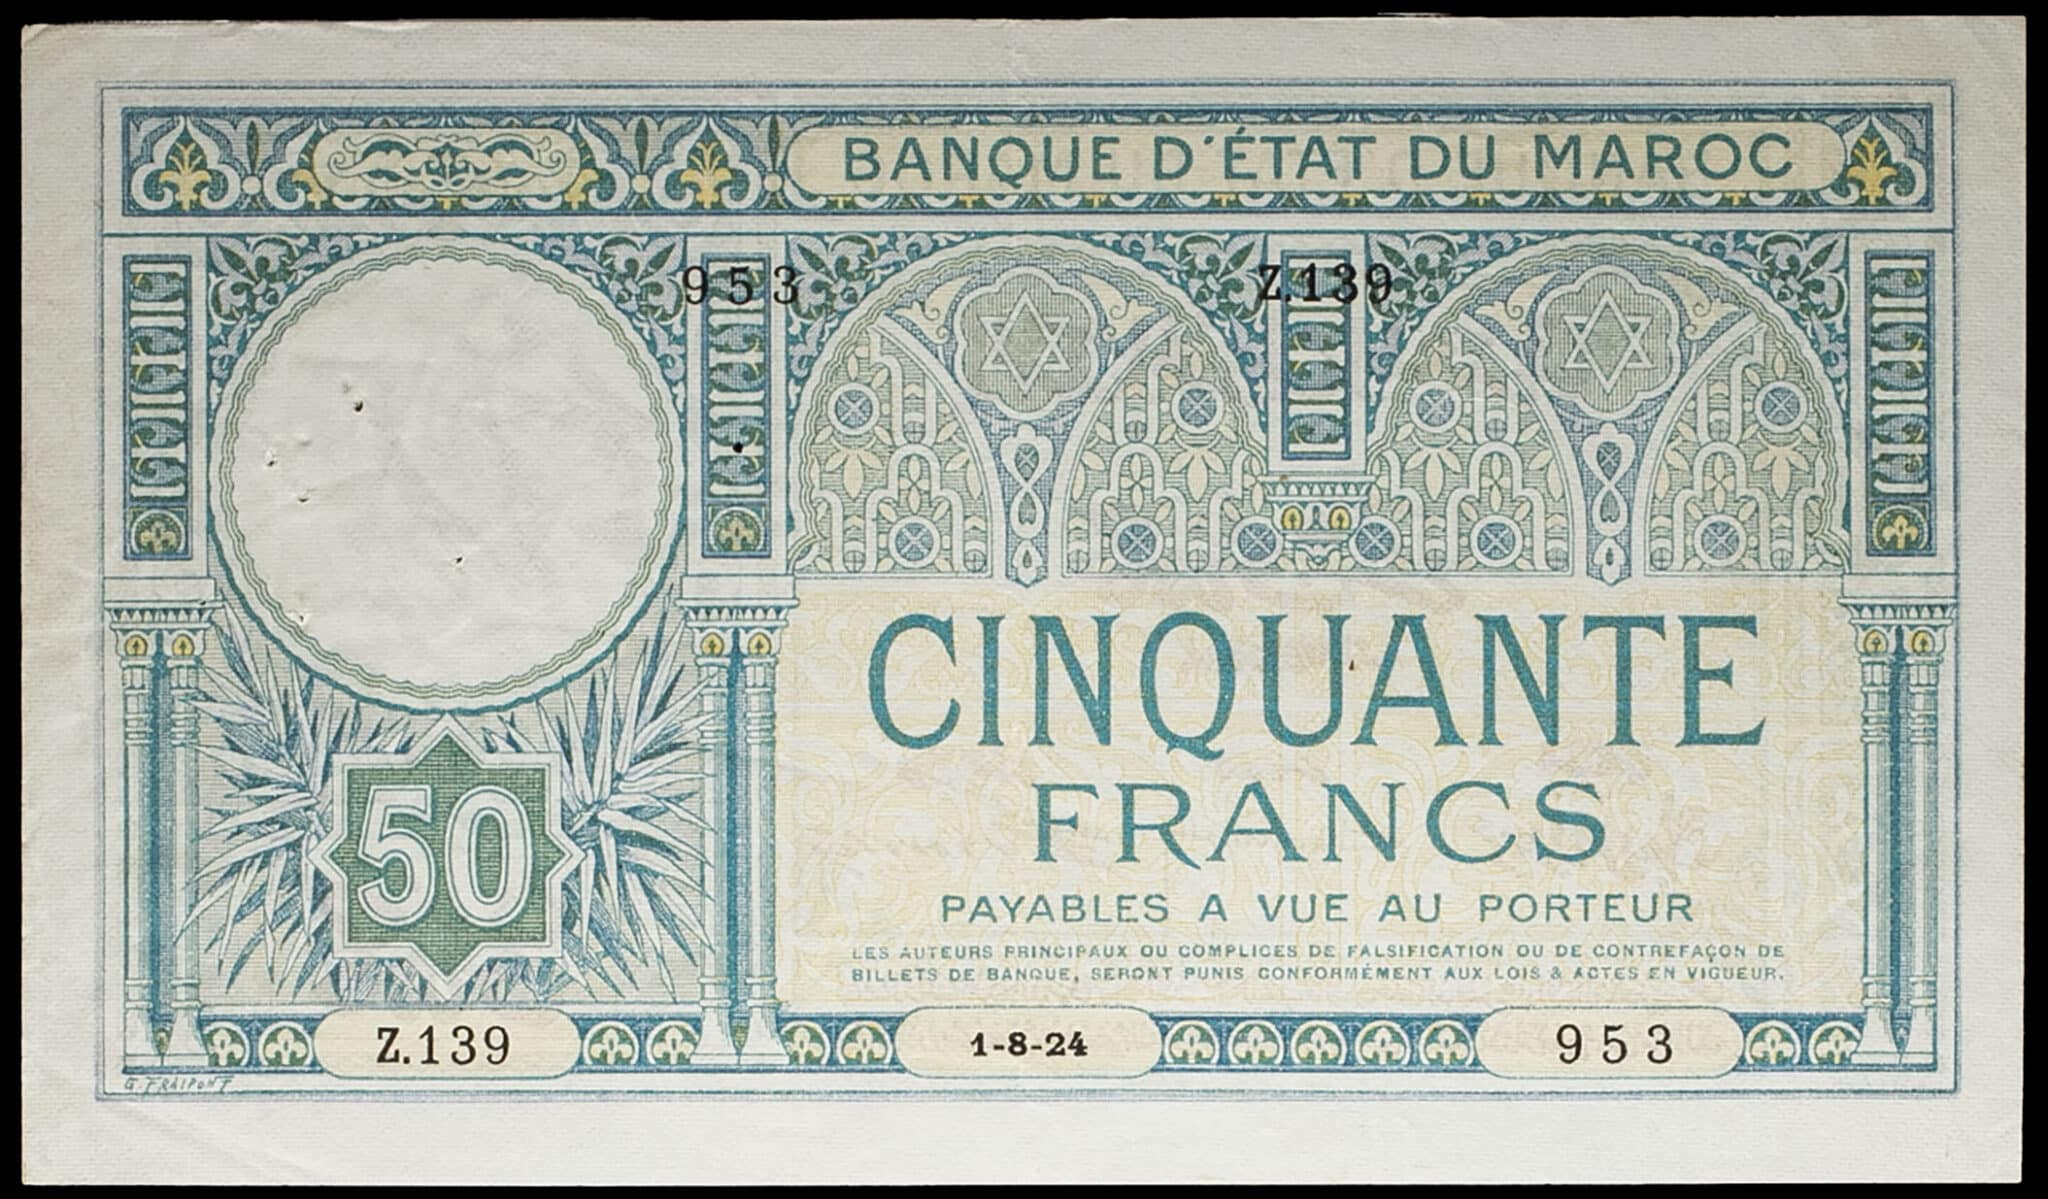 BANQUE D'ÉTAT DU MAROC
953 Z.139
CINQUANTE
FRANCS
PAYABLES A VUE AU PORTEUR
LES AUTEURS PRINCIPAUX OU COMPLICES DE FALSIFICATION OU DE CONTREFAÇON DE
BILLETS DE BANQUE, SERONT PUNIS CONFORMÉMENT AUX LOIS & ACTES EN VIGUEUR.
50
Z.139 1-8-24 953
G. FRAIPONT